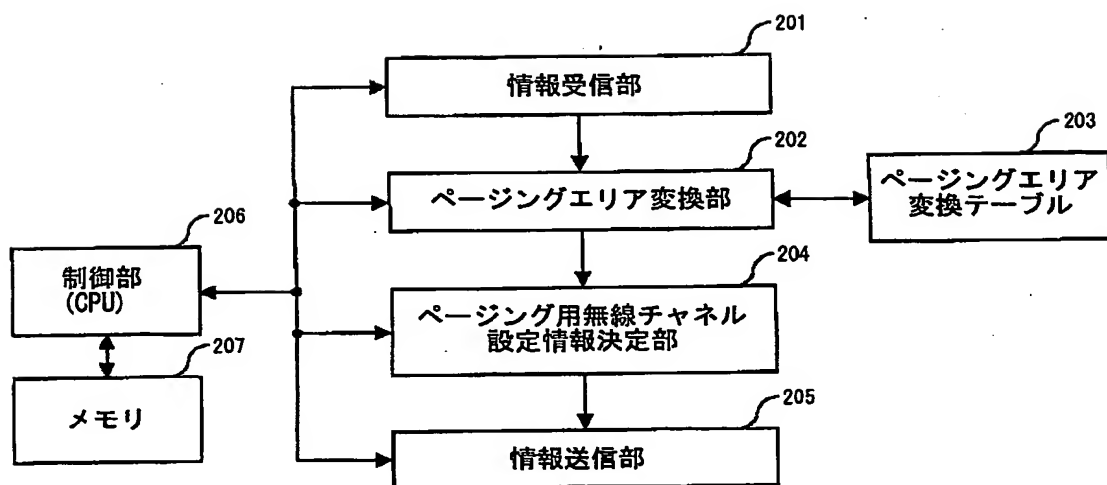 201
情報受信部
202
ページングエリア変換部
203
ページングエリア
変換テーブル
206
制御部
(CPU)
204
ページング用無線チャネル
設定情報決定部
207
メモリ
205
情報送信部